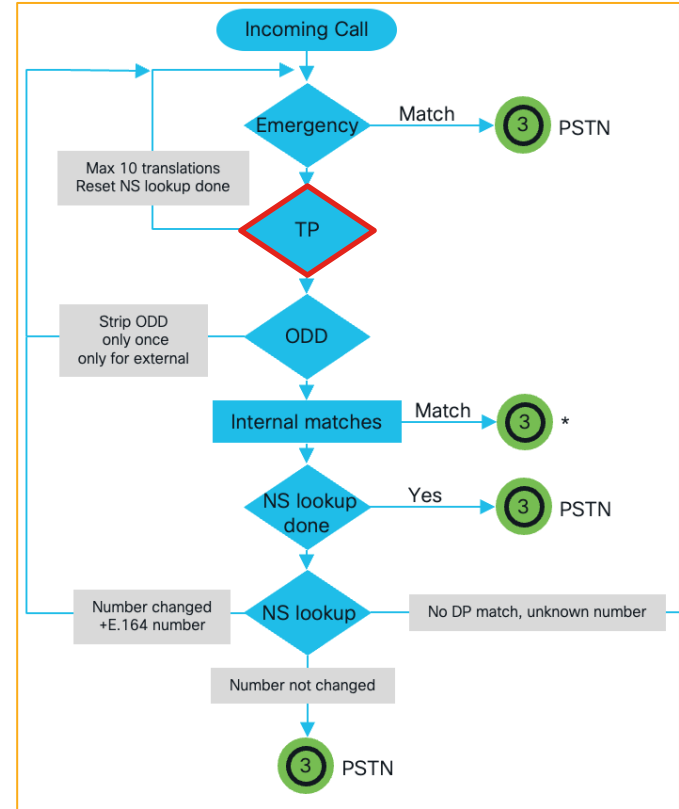 Incoming Call
Emergency
Match
3
PSTN
Max 10 translations
Reset NS lookup done
TP
Strip ODD
only once
only for external
ODD
Internal matches
Match
3
*
NS lookup
done
Yes
3
PSTN
Number changed
+E.164 number
NS lookup
No DP match, unknown number
Number not changed
3
PSTN